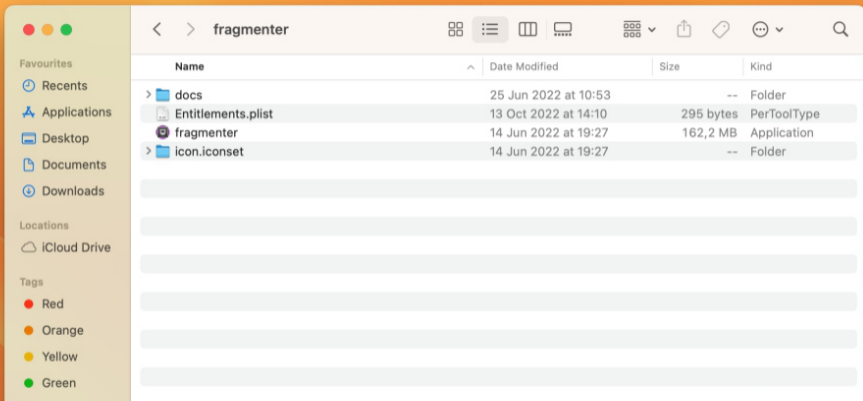 fragmenter
Favourites
Recents
Applications
Desktop
Documents
Downloads
Locations
iCloud Drive
Tags
Red
Orange
Yellow
Green
Name Date Modified Size Kind
docs 25 Jun 2022 at 10:53 -- Folder
Entitlements.plist 13 Oct 2022 at 14:10 295 bytes PerToolType
fragmenter 14 Jun 2022 at 19:27 162,2 MB Application
icon.iconset 14 Jun 2022 at 19:27 -- Folder